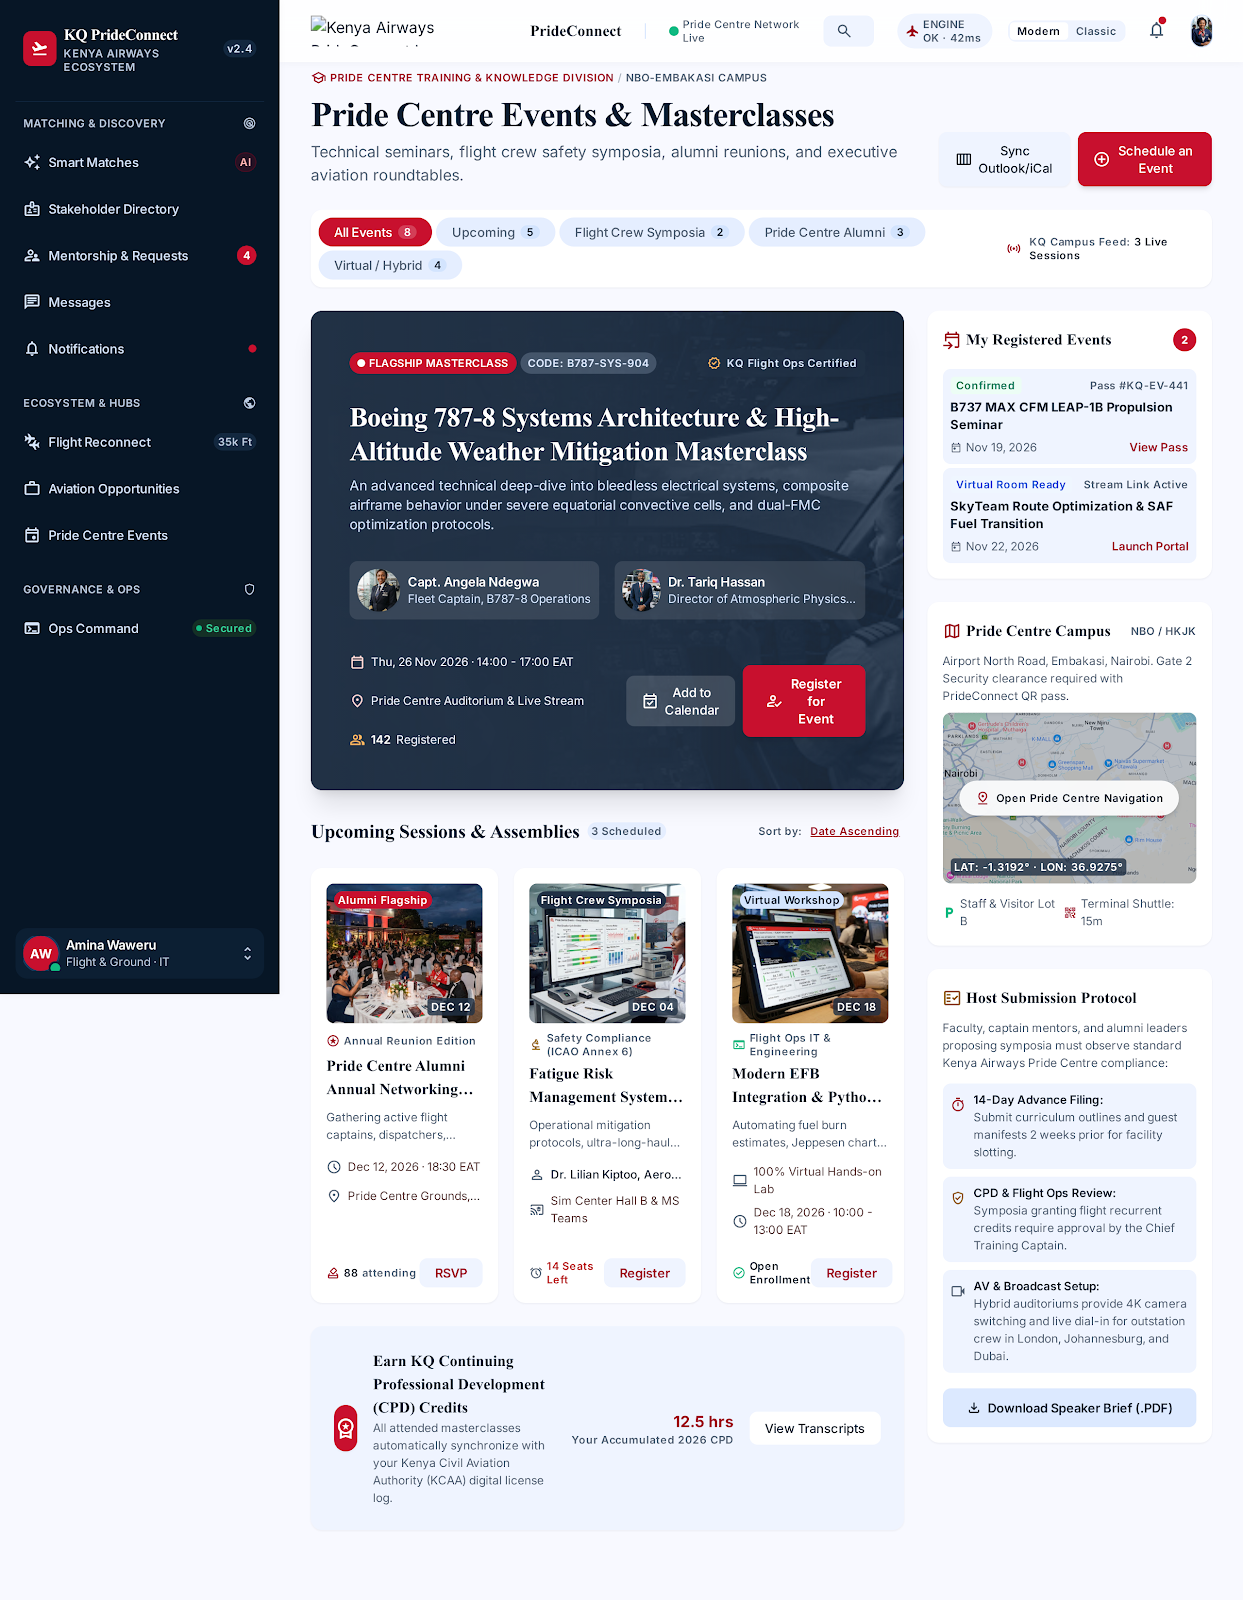 KQ PrideConnect
KENYA AIRWAYS
ECOSYSTEM
v2.4
MATCHING & DISCOVERY
Smart Matches
AI
Stakeholder Directory
Mentorship & Requests
4
Messages
Notifications
ECOSYSTEM & HUBS
Flight Reconnect
35k Ft
Aviation Opportunities
Pride Centre Events
GOVERNANCE & OPS
Ops Command
Secured
AW
Amina Waweru
Flight & Ground · IT
Kenya Airways
PrideConnect
Pride Centre Network
Live
ENGINE
OK · 42ms
Modern
Classic
PRIDE CENTRE TRAINING & KNOWLEDGE DIVISION / NBO-EMBAKASI CAMPUS
Pride Centre Events & Masterclasses
Technical seminars, flight crew safety symposia, alumni reunions, and executive
aviation roundtables.
Sync
Outlook/iCal
Schedule an
Event
All Events 8
Upcoming 5
Flight Crew Symposia 2
Pride Centre Alumni 3
Virtual / Hybrid 4
KQ Campus Feed: 3 Live
Sessions
FLAGSHIP MASTERCLASS
CODE: B787-SYS-904
KQ Flight Ops Certified
Boeing 787-8 Systems Architecture & High-
Altitude Weather Mitigation Masterclass
An advanced technical deep-dive into bleedless electrical systems, composite
airframe behavior under severe equatorial convective cells, and dual-FMC
optimization protocols.
Capt. Angela Ndegwa
Fleet Captain, B787-8 Operations
Dr. Tariq Hassan
Director of Atmospheric Physics...
Thu, 26 Nov 2026 · 14:00 - 17:00 EAT
Pride Centre Auditorium & Live Stream
142 Registered
Add to
Calendar
Register
for
Event
Upcoming Sessions & Assemblies
3 Scheduled
Sort by: Date Ascending
Alumni Flagship
DEC 12
Annual Reunion Edition
Pride Centre Alumni
Annual Networking...
Gathering active flight
captains, dispatchers,...
Dec 12, 2026 · 18:30 EAT
Pride Centre Grounds,...
88 attending
RSVP
Flight Crew Symposia
DEC 04
Safety Compliance
(ICAO Annex 6)
Fatigue Risk
Management System...
Operational mitigation
protocols, ultra-long-haul...
Dr. Lilian Kiptoo, Aero...
Sim Center Hall B & MS
Teams
14 Seats
Left
Register
Virtual Workshop
DEC 18
Flight Ops IT &
Engineering
Modern EFB
Integration & Pytho...
Automating fuel burn
estimates, Jeppesen chart...
100% Virtual Hands-on
Lab
Dec 18, 2026 · 10:00 -
13:00 EAT
Open
Enrollment
Register
Earn KQ Continuing
Professional Development
(CPD) Credits
All attended masterclasses
automatically synchronize with
your Kenya Civil Aviation
Authority (KCAA) digital license
log.
12.5 hrs
Your Accumulated 2026 CPD
View Transcripts
My Registered Events
2
Confirmed
Pass #KQ-EV-441
B737 MAX CFM LEAP-1B Propulsion
Seminar
Nov 19, 2026
View Pass
Virtual Room Ready
Stream Link Active
SkyTeam Route Optimization & SAF
Fuel Transition
Nov 22, 2026
Launch Portal
Pride Centre Campus
NBO / HKJK
Airport North Road, Embakasi, Nairobi. Gate 2
Security clearance required with
PrideConnect QR pass.
PARKLANDS
K-MALL
Nairobi
Rim House
Open Pride Centre Navigation
LAT: -1.3192° · LON: 36.9275°
P
Staff & Visitor Lot
B
Terminal Shuttle:
15m
Host Submission Protocol
Faculty, captain mentors, and alumni leaders
proposing symposia must observe standard
Kenya Airways Pride Centre compliance:
14-Day Advance Filing:
Submit curriculum outlines and guest
manifests 2 weeks prior for facility
slotting.
CPD & Flight Ops Review:
Symposia granting flight recurrent
credits require approval by the Chief
Training Captain.
AV & Broadcast Setup:
Hybrid auditoriums provide 4K camera
switching and live dial-in for outstation
crew in London, Johannesburg, and
Dubai.
Download Speaker Brief (.PDF)